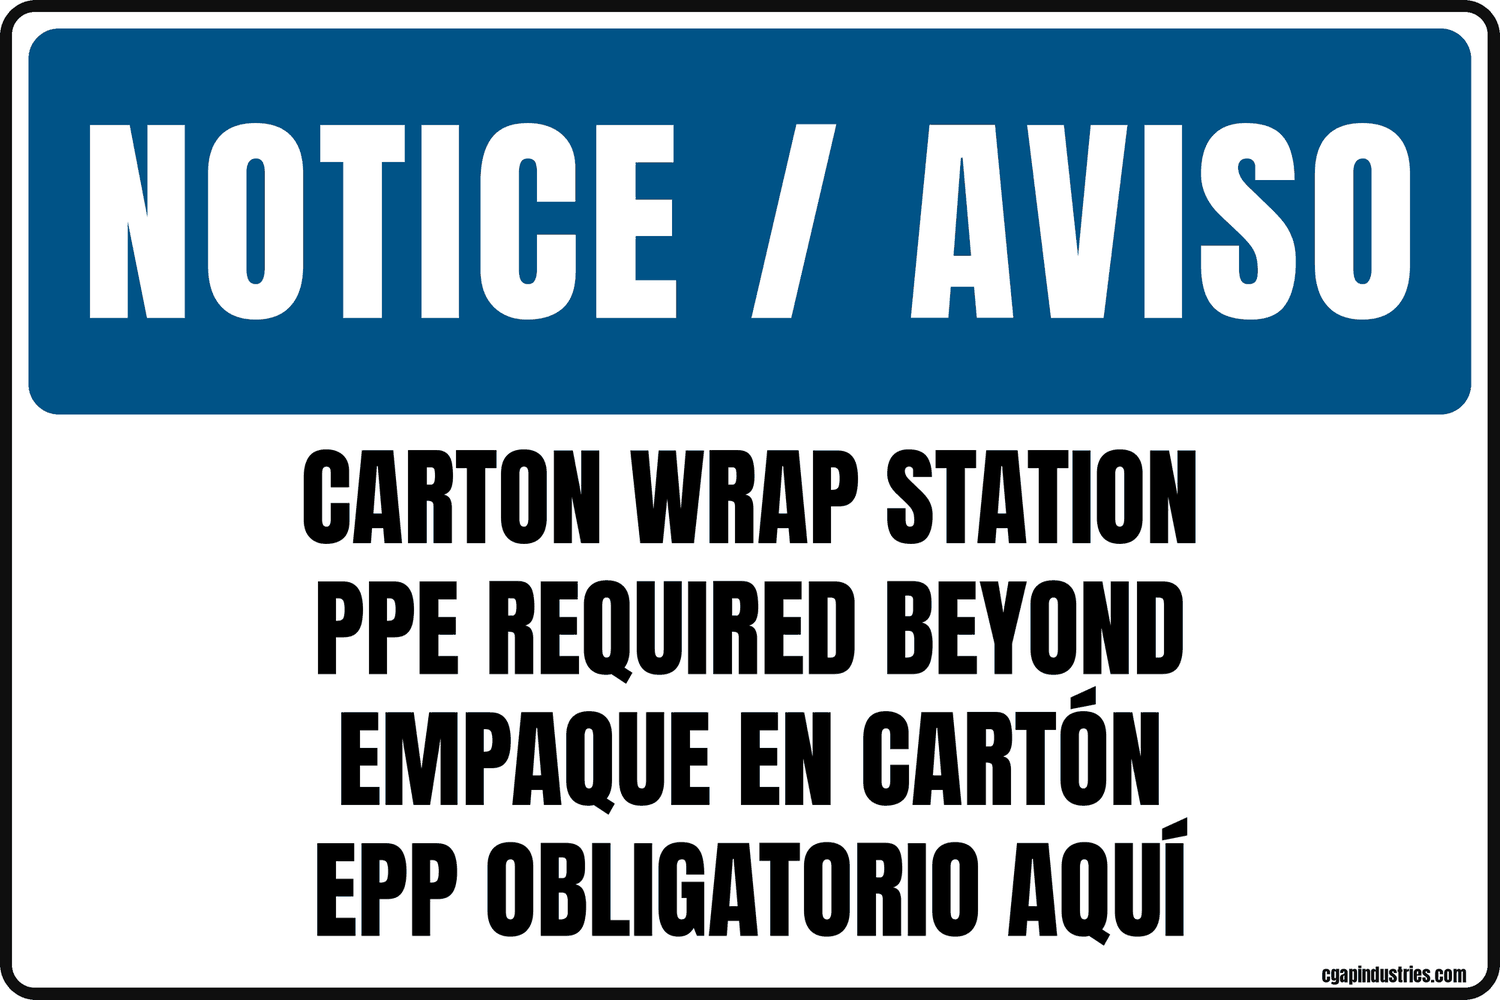 NOTICE / AVISO
CARTON WRAP STATION
PPE REQUIRED BEYOND
EMPAQUE EN CARTÓN
EPP OBLIGATORIO AQUÍ
cgapindustries.com